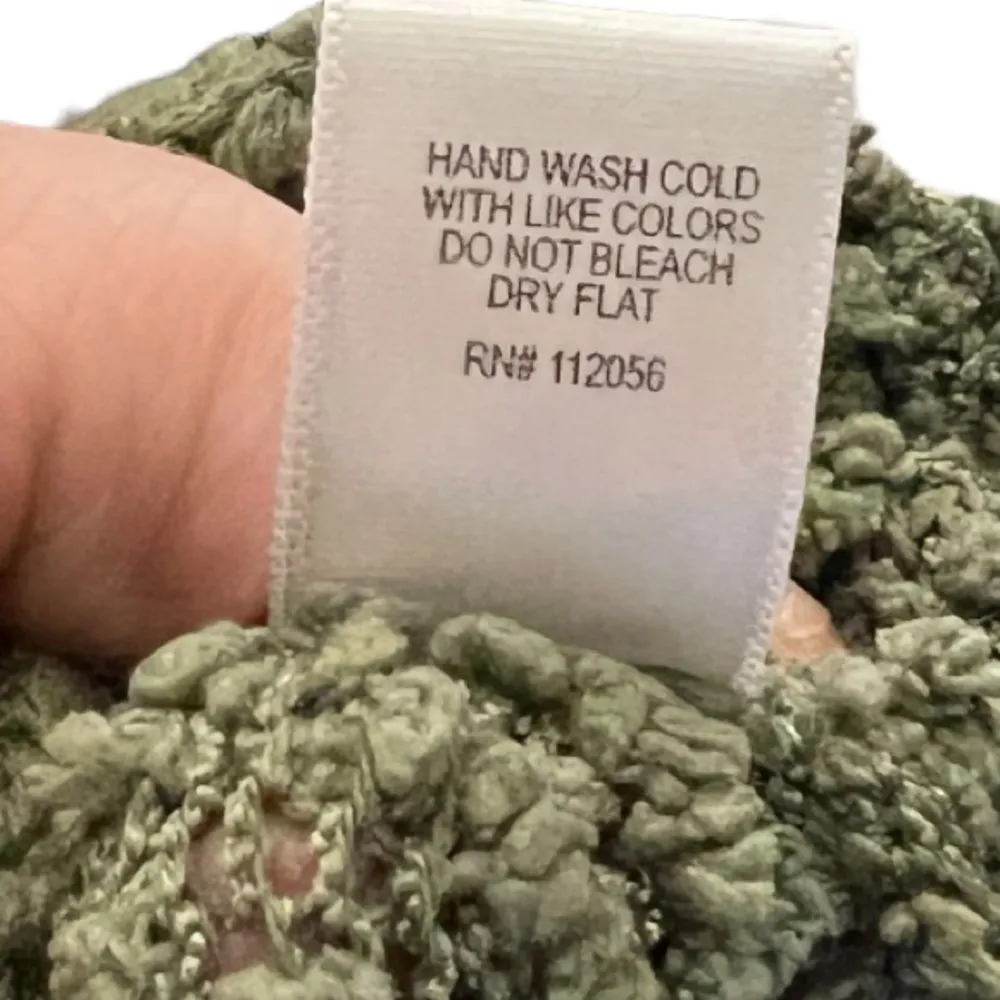 HAND WASH COLD
WITH LIKE COLORS
DO NOT BLEACH
DRY FLAT
RN# 112056